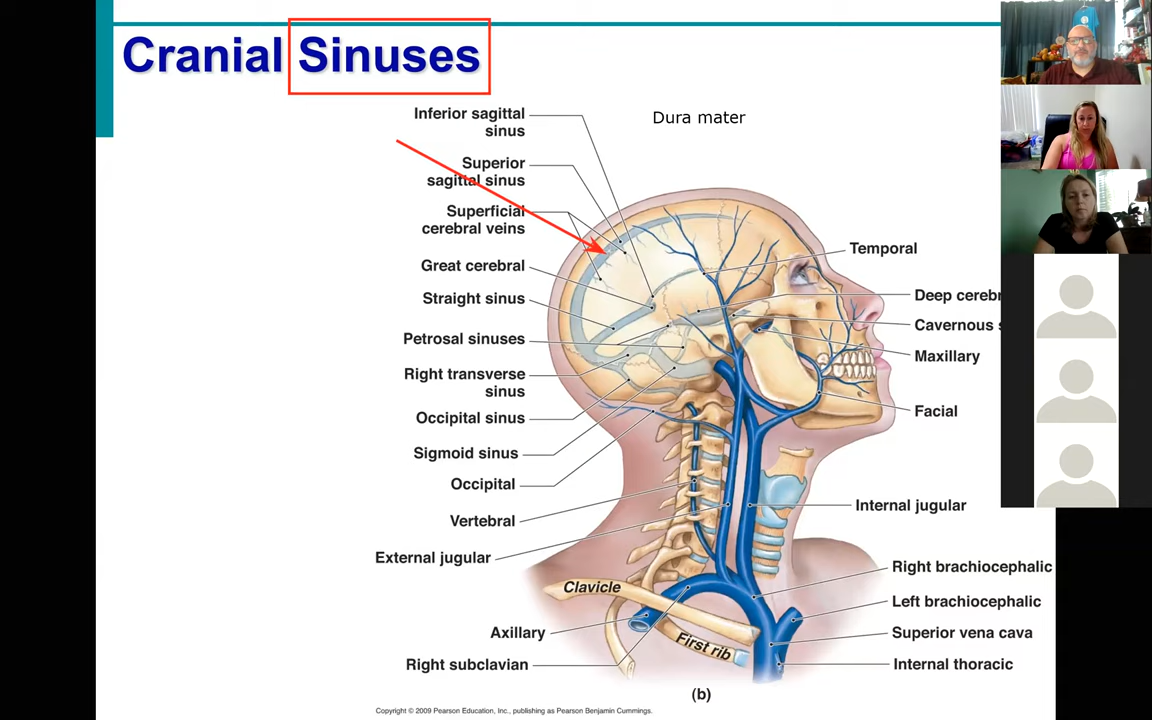 Cranial Sinuses
Inferior sagittal
sinus
Dura mater
Superior
sagittal sinus
Superficial
cerebral veins
Great cerebral
Straight sinus
Petrosal sinuses
Right transverse
sinus
Occipital sinus
Sigmoid sinus
Occipital
Vertebral
External jugular
Clavicle
Axillary
First rib
Right subclavian
Temporal
Deep cerebr
Cavernous s
Maxillary
Facial
Internal jugular
Right brachiocephalic
Left brachiocephalic
Superior vena cava
Internal thoracic
(b)
Copyright © 2009 Pearson Education, Inc., publishing as Pearson Benjamin Cummings.